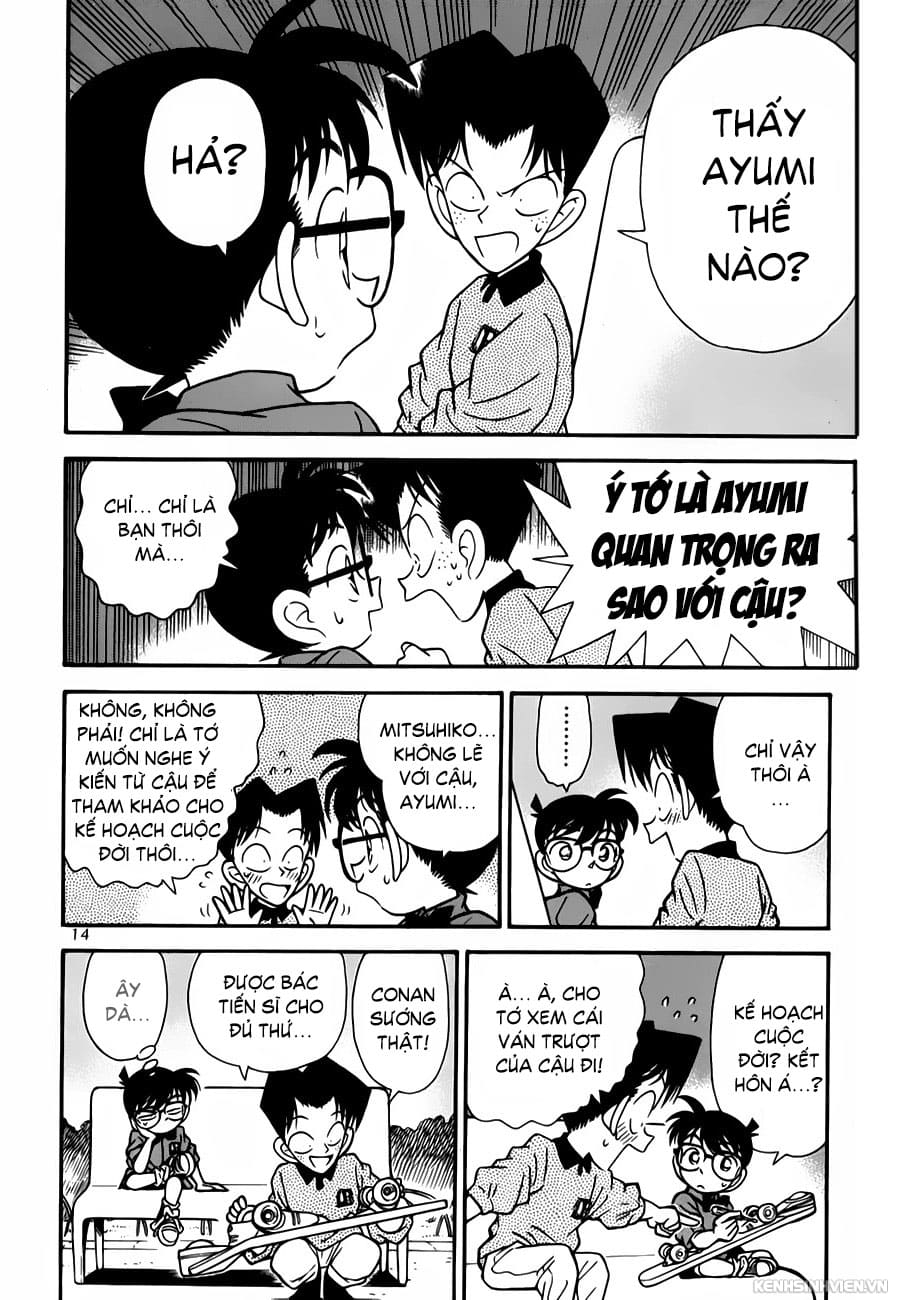 THẤY
AYUMI
THẾ
NÀO?
HẢ?
Ý TỚ LÀ AYUMI
QUAN TRỌNG RA
SAO VỚI CẬU?
CHỈ... CHỈ LÀ
BẠN THÔI
MÀ...
CHỈ VẬY
THÔI À
...
.........
MITSUHIKO...
KHÔNG LẼ
VỚI CẬU,
AYUMI...
KHÔNG, KHÔNG
PHẢI! CHỈ LÀ TỚ
MUỐN NGHE Ý
KIẾN TỪ CẬU ĐỂ
THAM KHẢO CHO
KẾ HOẠCH CUỘC
ĐỜI THÔI...
14
KẾ HOẠCH
CUỘC
ĐỜI? KẾT
HÔN Á...?
À... À, CHO
TỚ XEM CÁI
VÁN TRƯỢT
CỦA CẬU ĐI!
CONAN
SƯỚNG
THẬT!
ĐƯỢC BÁC
TIẾN SĨ CHO
ĐỦ THỨ...
ÂY
DÀ...
KENHSINHVIEN.VN